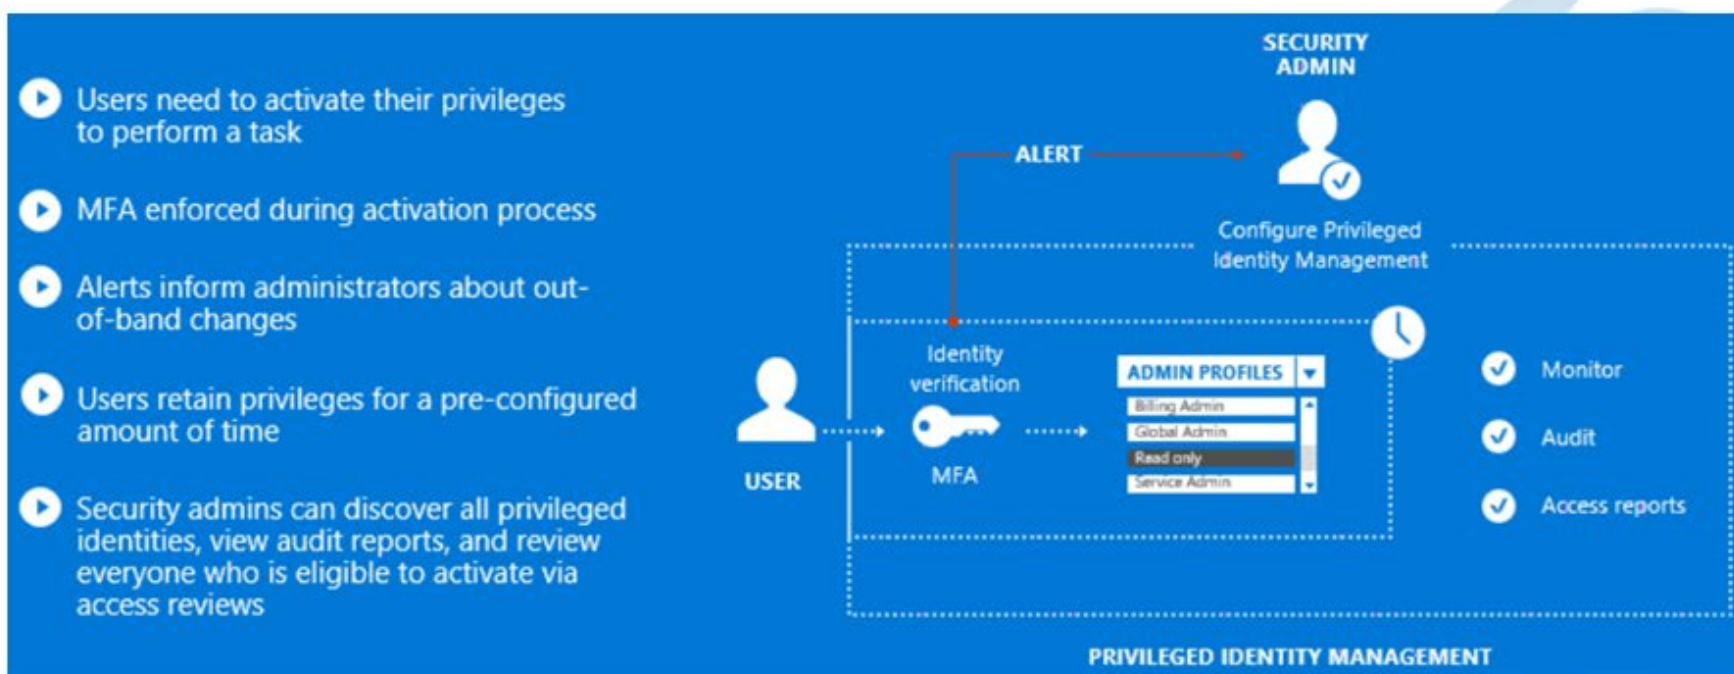 Users need to activate their privileges
to perform a task
MFA enforced during activation process
Alerts inform administrators about out-
of-band changes
Users retain privileges for a pre-configured
amount of time
Security admins can discover all privileged
identities, view audit reports, and review
everyone who is eligible to activate via
access reviews
SECURITY
ADMIN
ALERT
Configure Privileged
Identity Management
Identity
verification
MFA
USER
ADMIN PROFILES
Billing Admin
Global Admin
Read only
Service Admin
Monitor
Audit
Access reports
PRIVILEGED IDENTITY MANAGEMENT